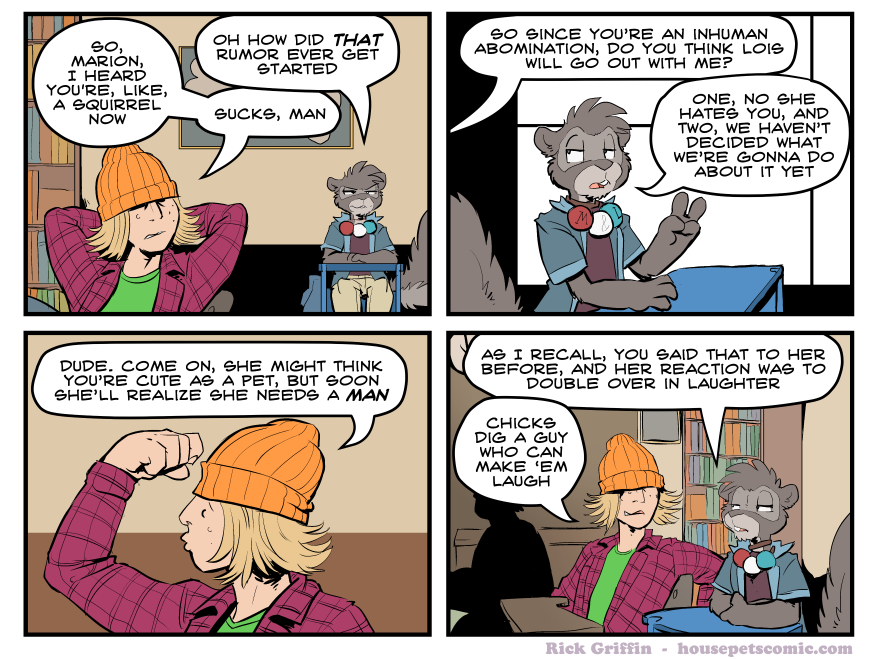 SO,
MARION,
I HEARD
YOU'RE, LIKE,
A SQUIRREL
NOW
OH HOW DID THAT
RUMOR EVER GET
STARTED
SUCKS, MAN
SO SINCE YOU'RE AN INHUMAN
ABOMINATION, DO YOU THINK LOIS
WILL GO OUT WITH ME?
ONE, NO SHE
HATES YOU, AND
TWO, WE HAVEN'T
DECIDED WHAT
WE'RE GONNA DO
ABOUT IT YET
M
DUDE. COME ON, SHE MIGHT THINK
YOU'RE CUTE AS A PET, BUT SOON
SHE'LL REALIZE SHE NEEDS A MAN
AS I RECALL, YOU SAID THAT TO HER
BEFORE, AND HER REACTION WAS TO
DOUBLE OVER IN LAUGHTER
CHICKS
DIG A GUY
WHO CAN
MAKE 'EM
LAUGH
Rick Griffin - housepetscomic.com